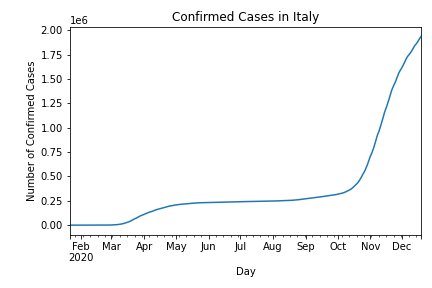 Confirmed Cases in Italy
1e6
2.00
1.75
1.50
1.25
1.00
0.75
0.50
0.25
0.00
Number of Confirmed Cases
Feb Mar Apr May Jun Jul Aug Sep Oct Nov Dec
2020
Day